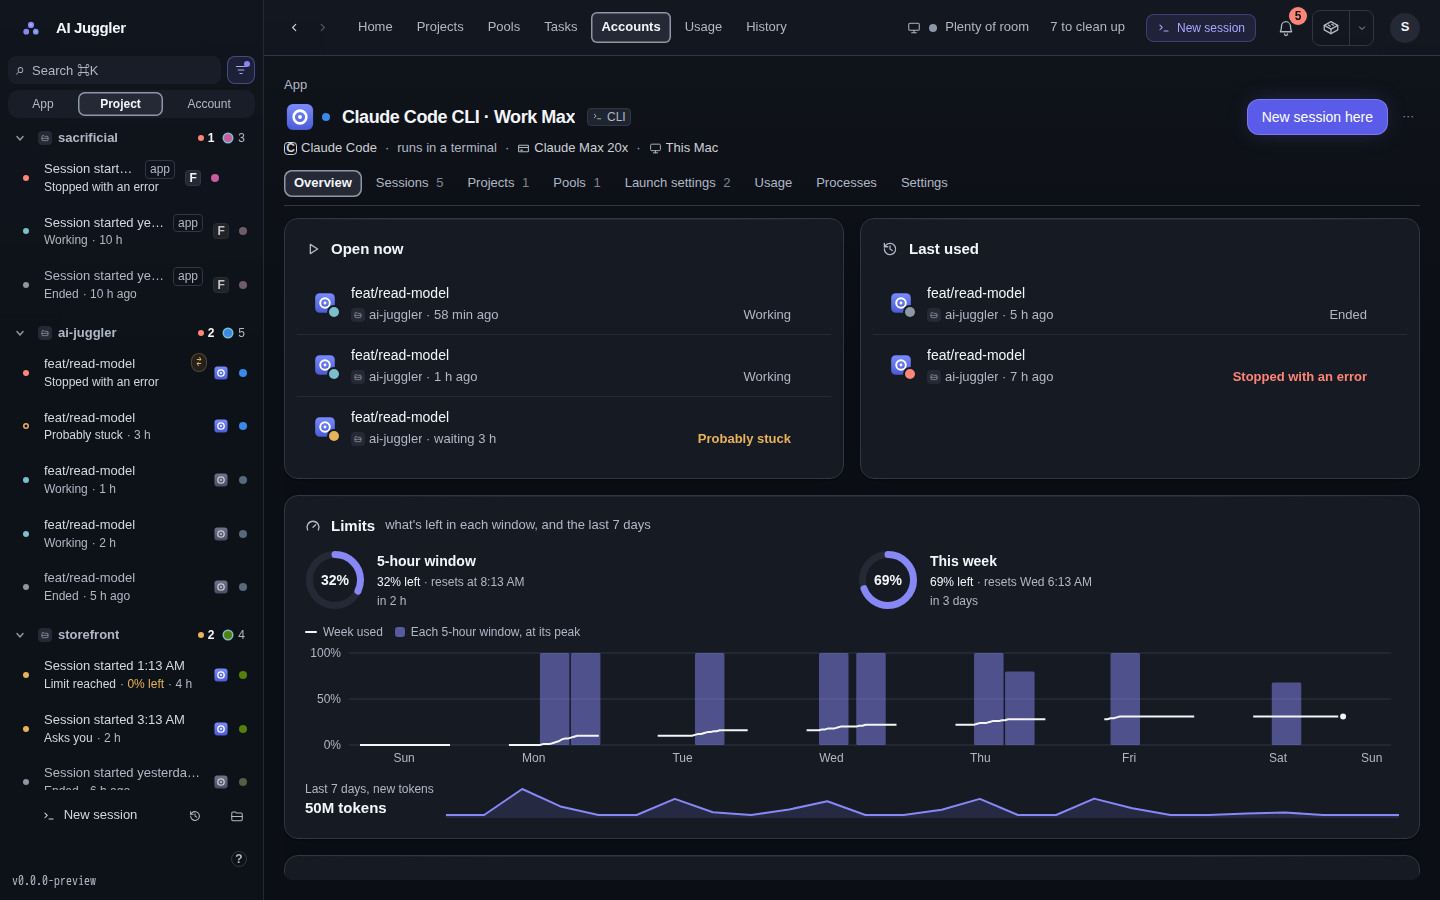 AI Juggler
Search ⌘K
App Project Account
sacrificial 1 3
Session start… app
Stopped with an error F
Session started ye… app
Working · 10 h F
Session started ye… app
Ended · 10 h ago F
ai-juggler 2 5
feat/read-model
Stopped with an error
feat/read-model
Probably stuck · 3 h
feat/read-model
Working · 1 h
feat/read-model
Working · 2 h
feat/read-model
Ended · 5 h ago
storefront 2 4
Session started 1:13 AM
Limit reached · 0% left · 4 h
Session started 3:13 AM
Asks you · 2 h
Session started yesterda…
Ended · 6 h ago
New session
?
v0.0.0-preview
Home Projects Pools Tasks Accounts Usage History
Plenty of room 7 to clean up New session 5 S
App
Claude Code CLI · Work Max CLI
New session here ···
C Claude Code · runs in a terminal · Claude Max 20x · This Mac
Overview Sessions 5 Projects 1 Pools 1 Launch settings 2 Usage Processes Settings
Open now
feat/read-model
ai-juggler · 58 min ago Working
feat/read-model
ai-juggler · 1 h ago Working
feat/read-model
ai-juggler · waiting 3 h Probably stuck
Last used
feat/read-model
ai-juggler · 5 h ago Ended
feat/read-model
ai-juggler · 7 h ago Stopped with an error
Limits what's left in each window, and the last 7 days
32%
5-hour window
32% left · resets at 8:13 AM
in 2 h
69%
This week
69% left · resets Wed 6:13 AM
in 3 days
Week used Each 5-hour window, at its peak
100%
50%
0%
Sun Mon Tue Wed Thu Fri Sat Sun
Last 7 days, new tokens
50M tokens